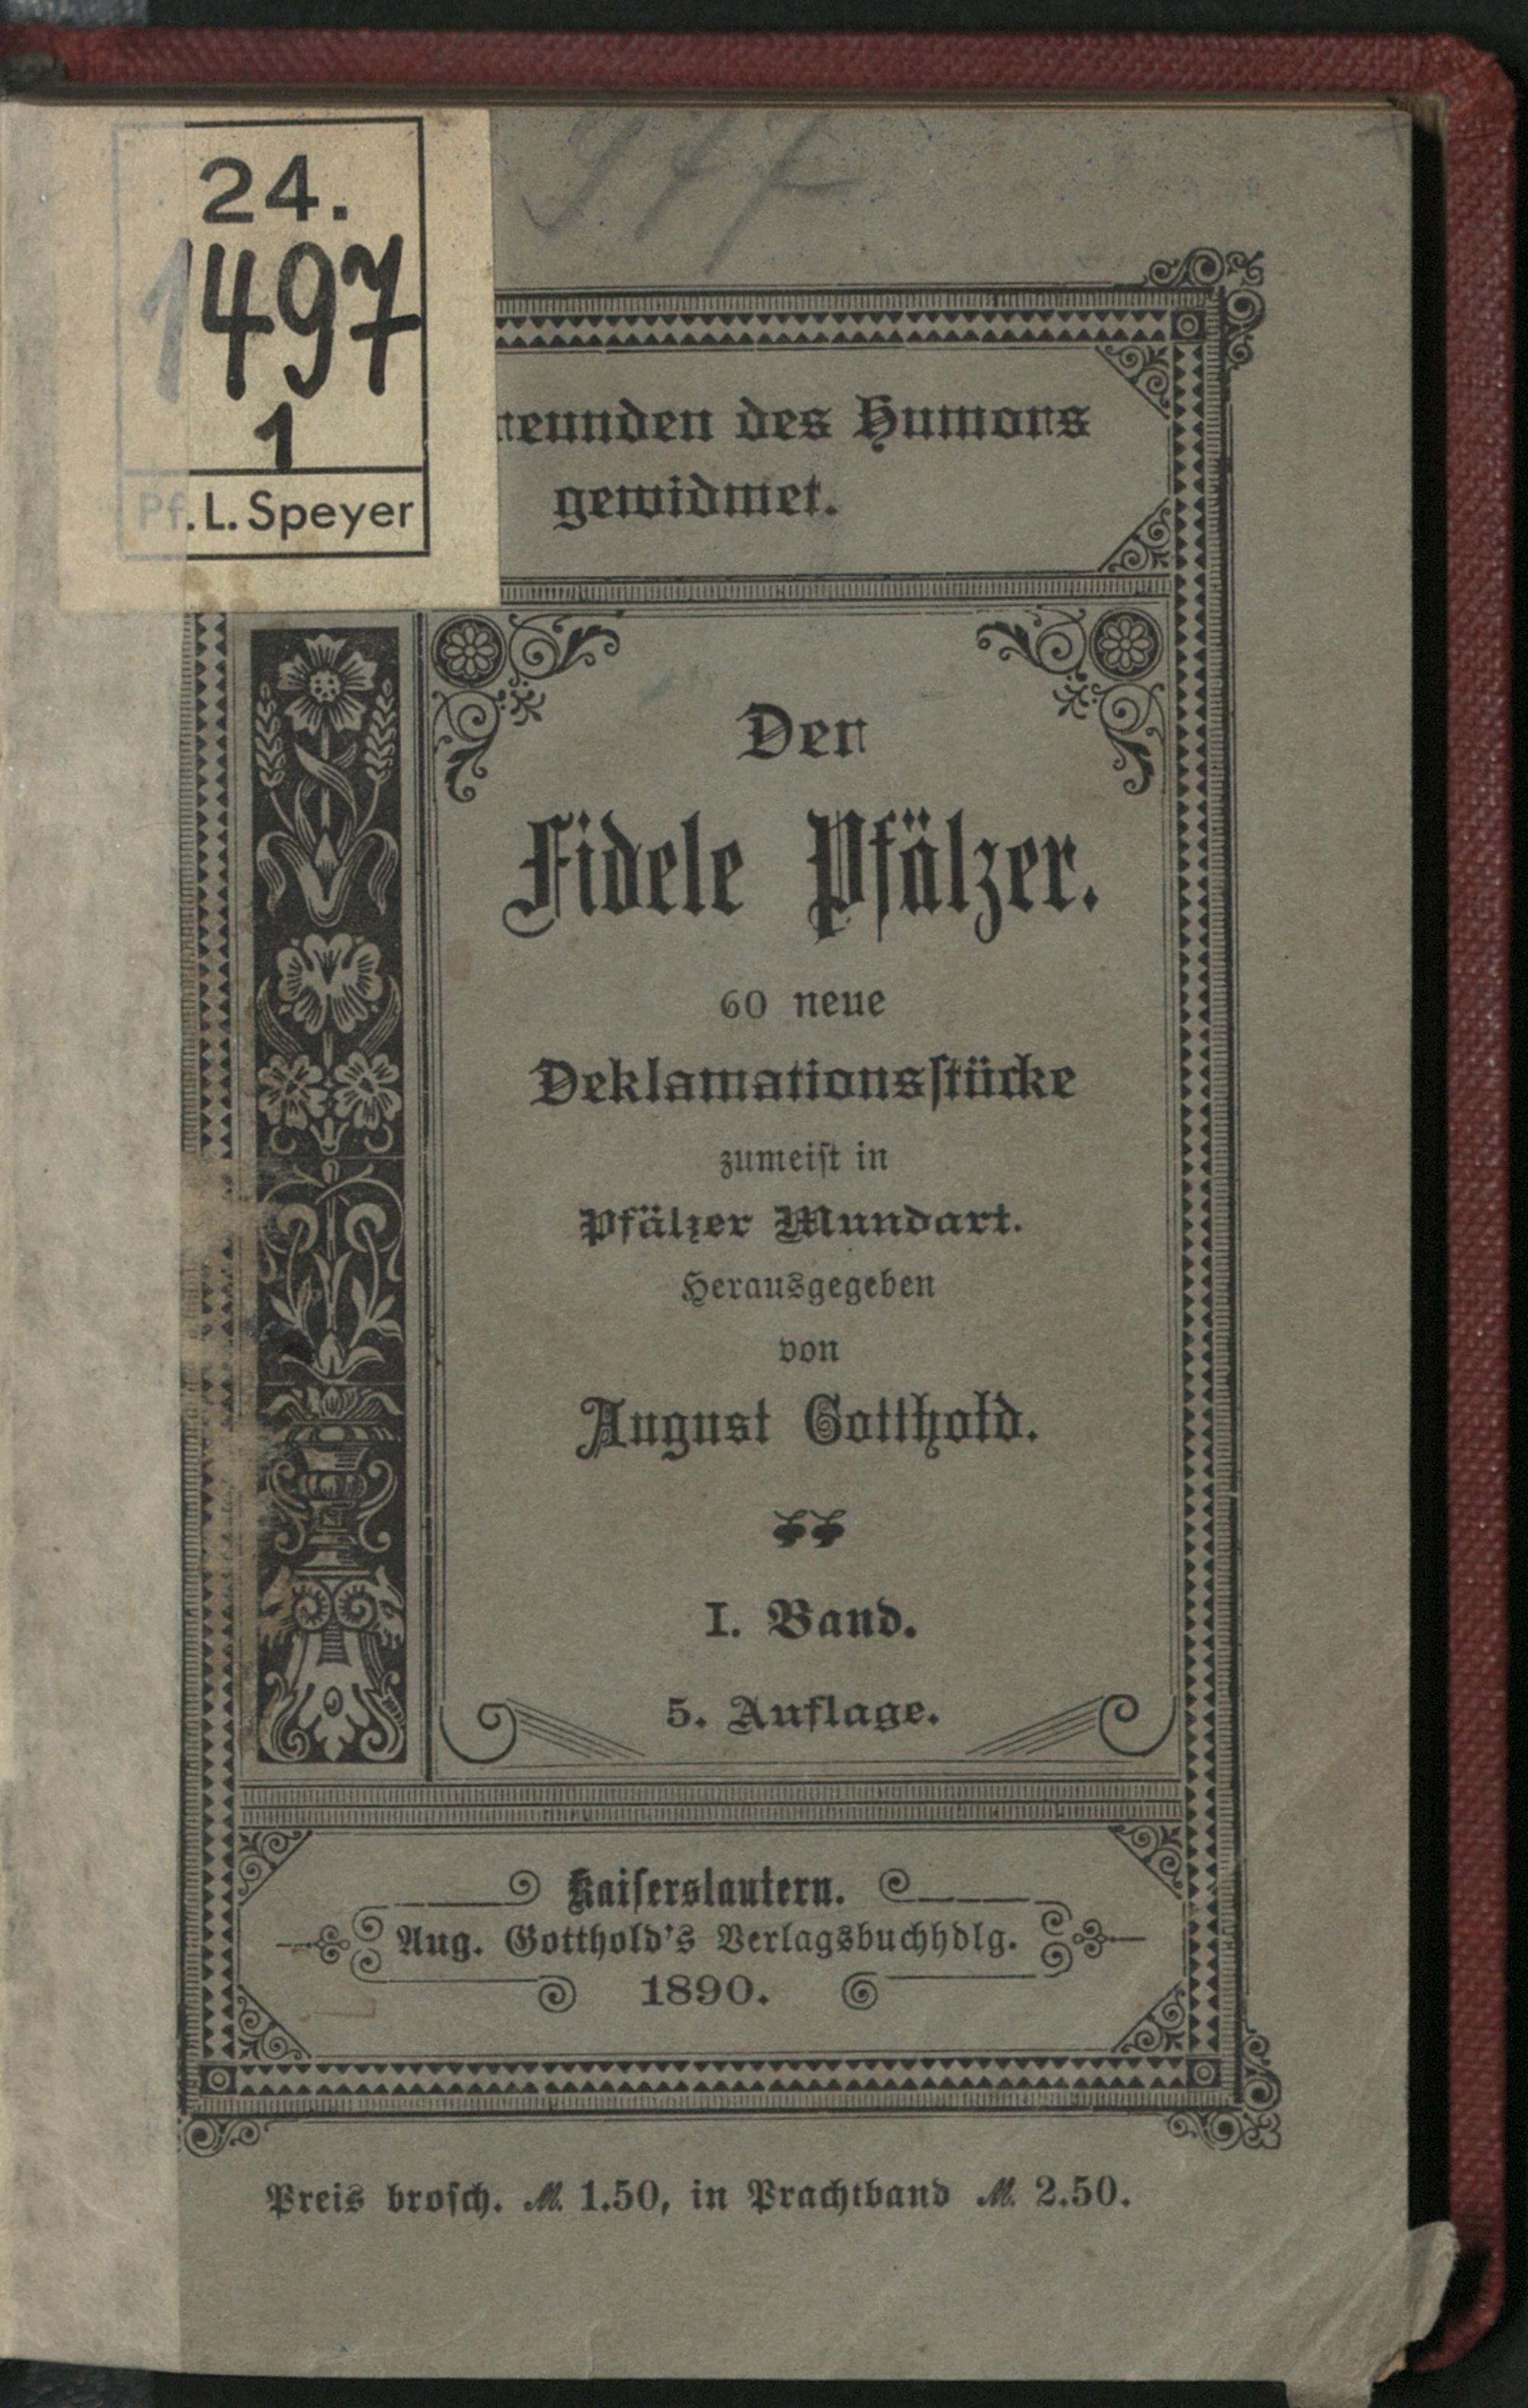 977
24.
1497
1
Pf. L. Speyer
reunden des Humors
gewidmet.
Der
Fidele Pfälzer.
60 neue
Deklamationsstücke
zumeist in
Pfälzer Mundart.
Herausgegeben
von
August Gotthold.
I. Band.
5. Auflage.
Kaiserslautern.
Aug. Gotthold's Verlagsbuchhdlg.
1890.
Preis brosch. M. 1.50, in Prachtband M. 2.50.